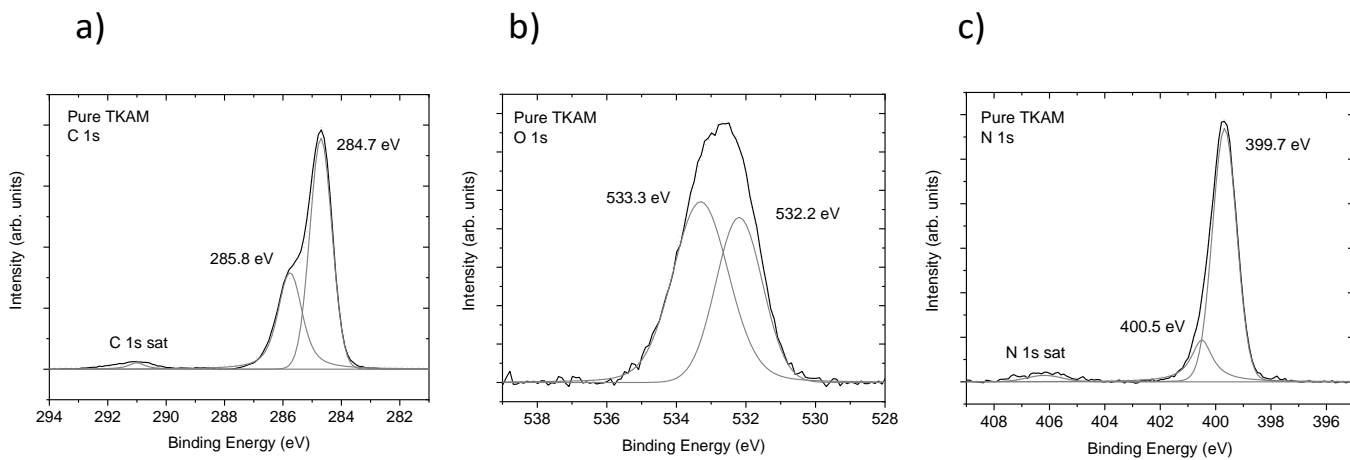 a)
b)
c)
Pure TKAM
C 1s
284.7 eV
285.8 eV
C 1s sat
Intensity (arb. units)
294
292
290
288
286
284
282
Binding Energy (eV)
Pure TKAM
O 1s
533.3 eV
532.2 eV
Intensity (arb. units)
538
535
533
530
528
Binding Energy (eV)
Pure TKAM
N 1s
399.7 eV
400.5 eV
N 1s sat
Intensity (arb. units)
408
406
404
402
400
398
396
Binding Energy (eV)